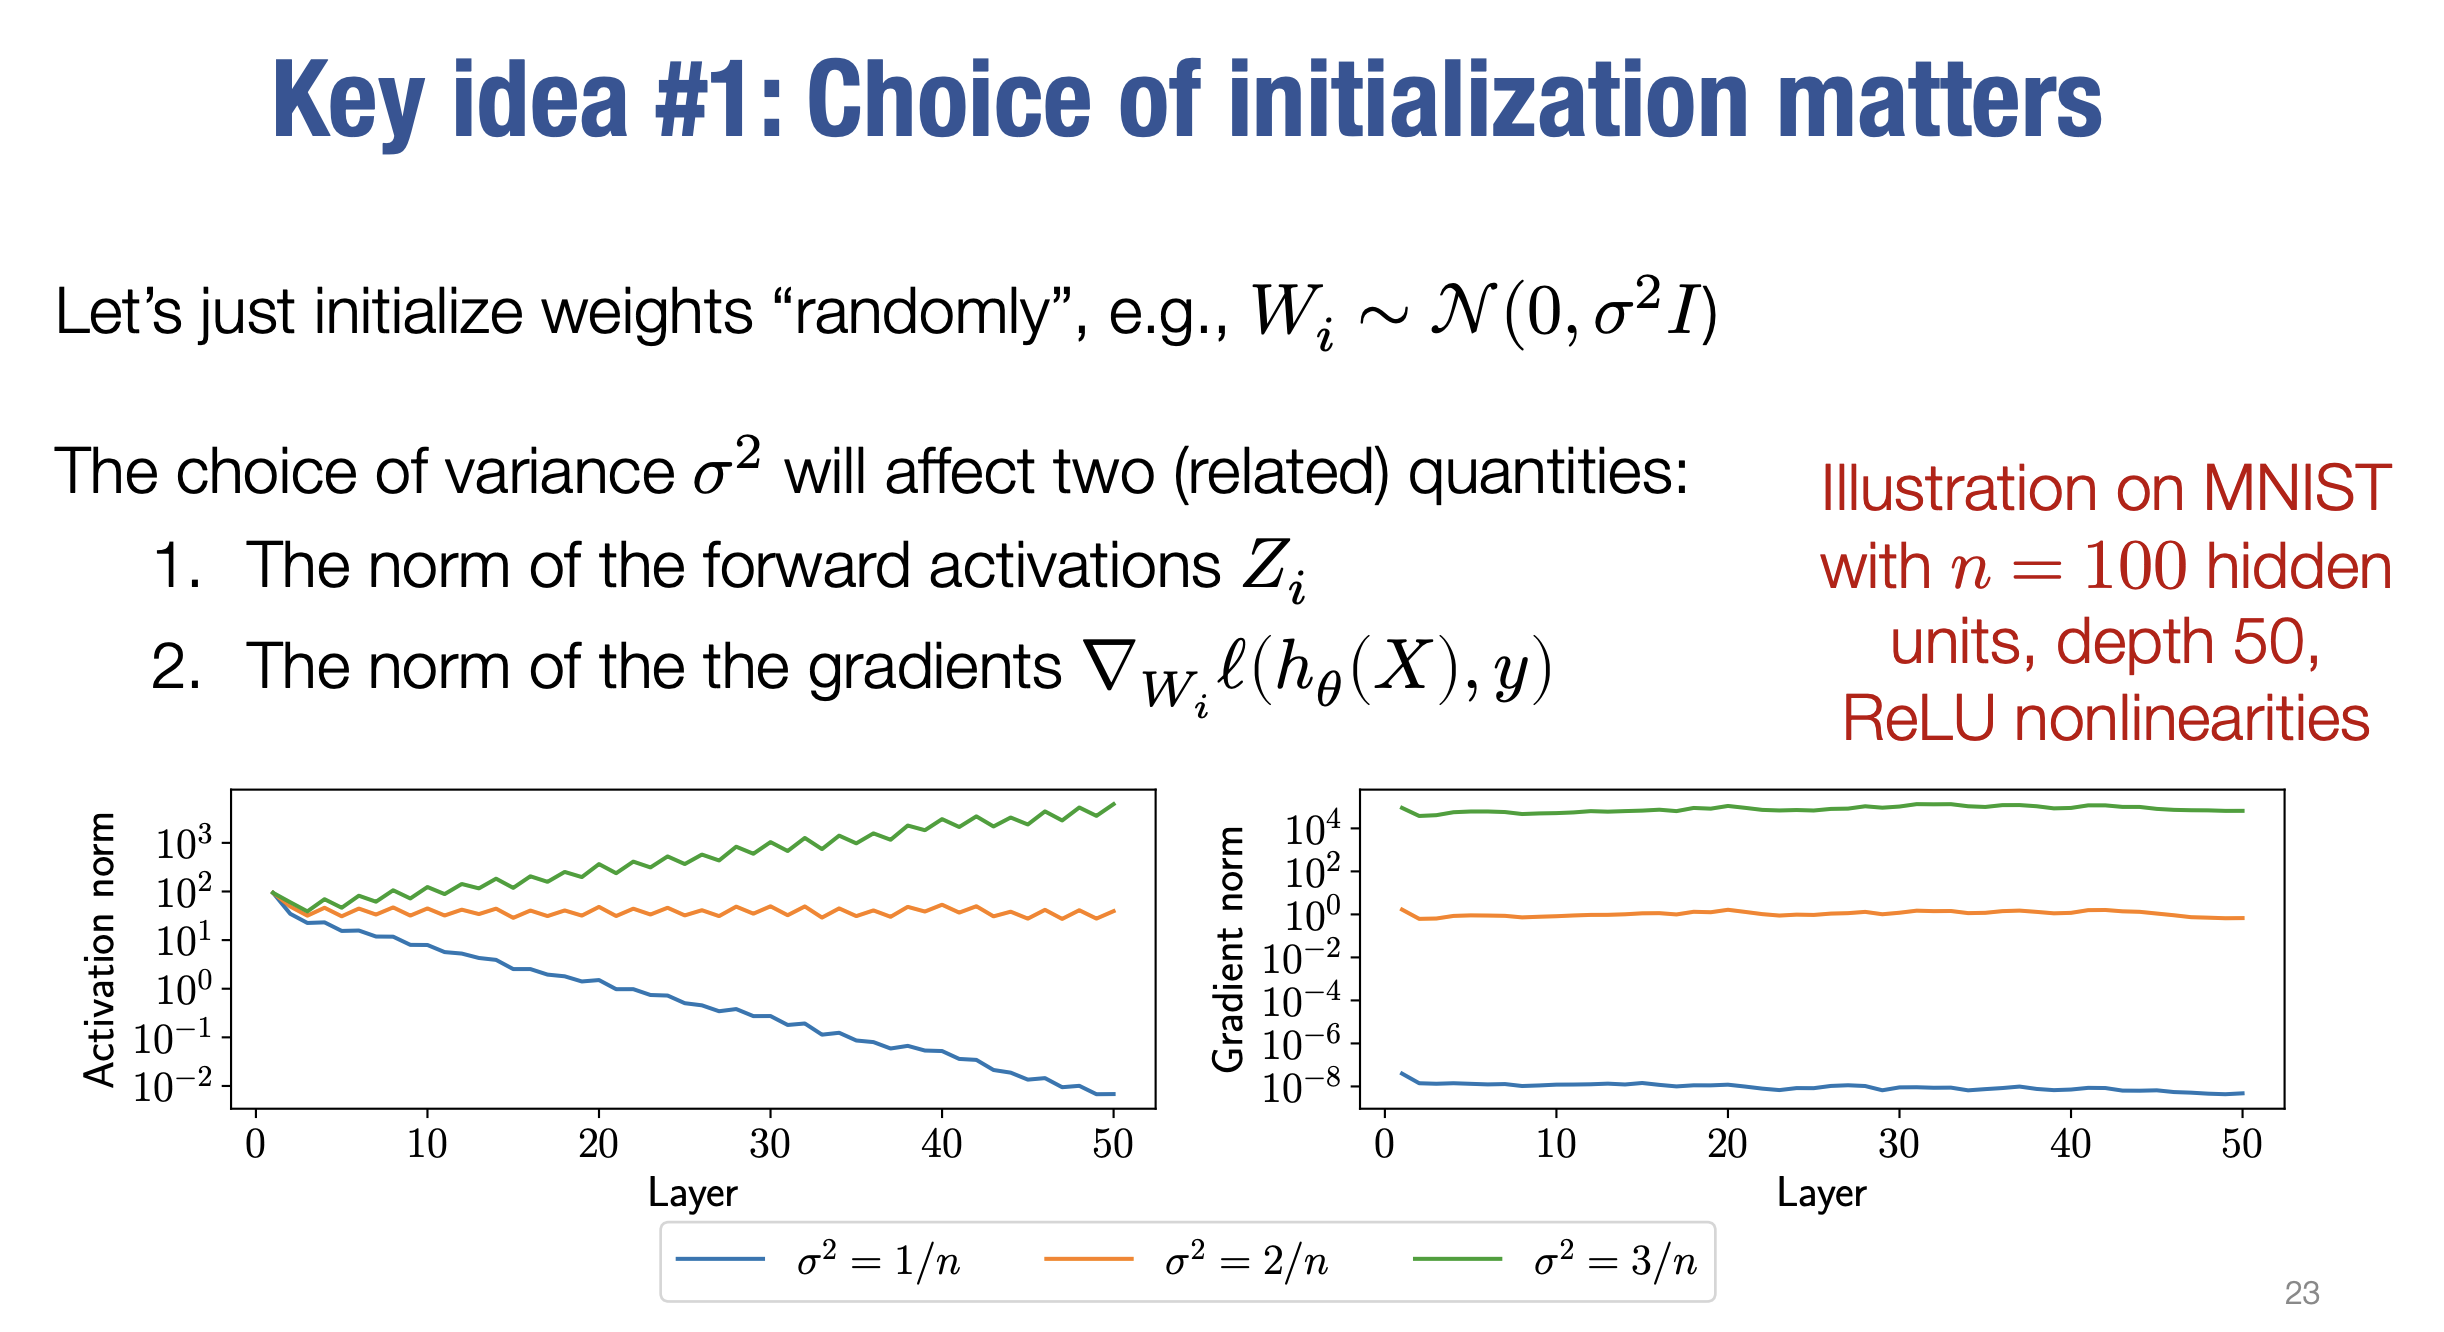 Key idea #1: Choice of initialization matters
Let’s just initialize weights “randomly”, e.g., $W_i \sim \mathcal{N}(0, \sigma^2 I)$
The choice of variance $\sigma^2$ will affect two (related) quantities:
1. The norm of the forward activations $Z_i$
2. The norm of the the gradients $\nabla_{W_i} \ell(h_\theta(X), y)$
Illustration on MNIST
with $n = 100$ hidden
units, depth 50,
ReLU nonlinearities
Activation norm
$10^3$
$10^2$
$10^1$
$10^0$
$10^{-1}$
$10^{-2}$
0 10 20 30 40 50
Layer
Gradient norm
$10^4$
$10^2$
$10^0$
$10^{-2}$
$10^{-4}$
$10^{-6}$
$10^{-8}$
0 10 20 30 40 50
Layer
$\sigma^2 = 1/n$ $\sigma^2 = 2/n$ $\sigma^2 = 3/n$
23